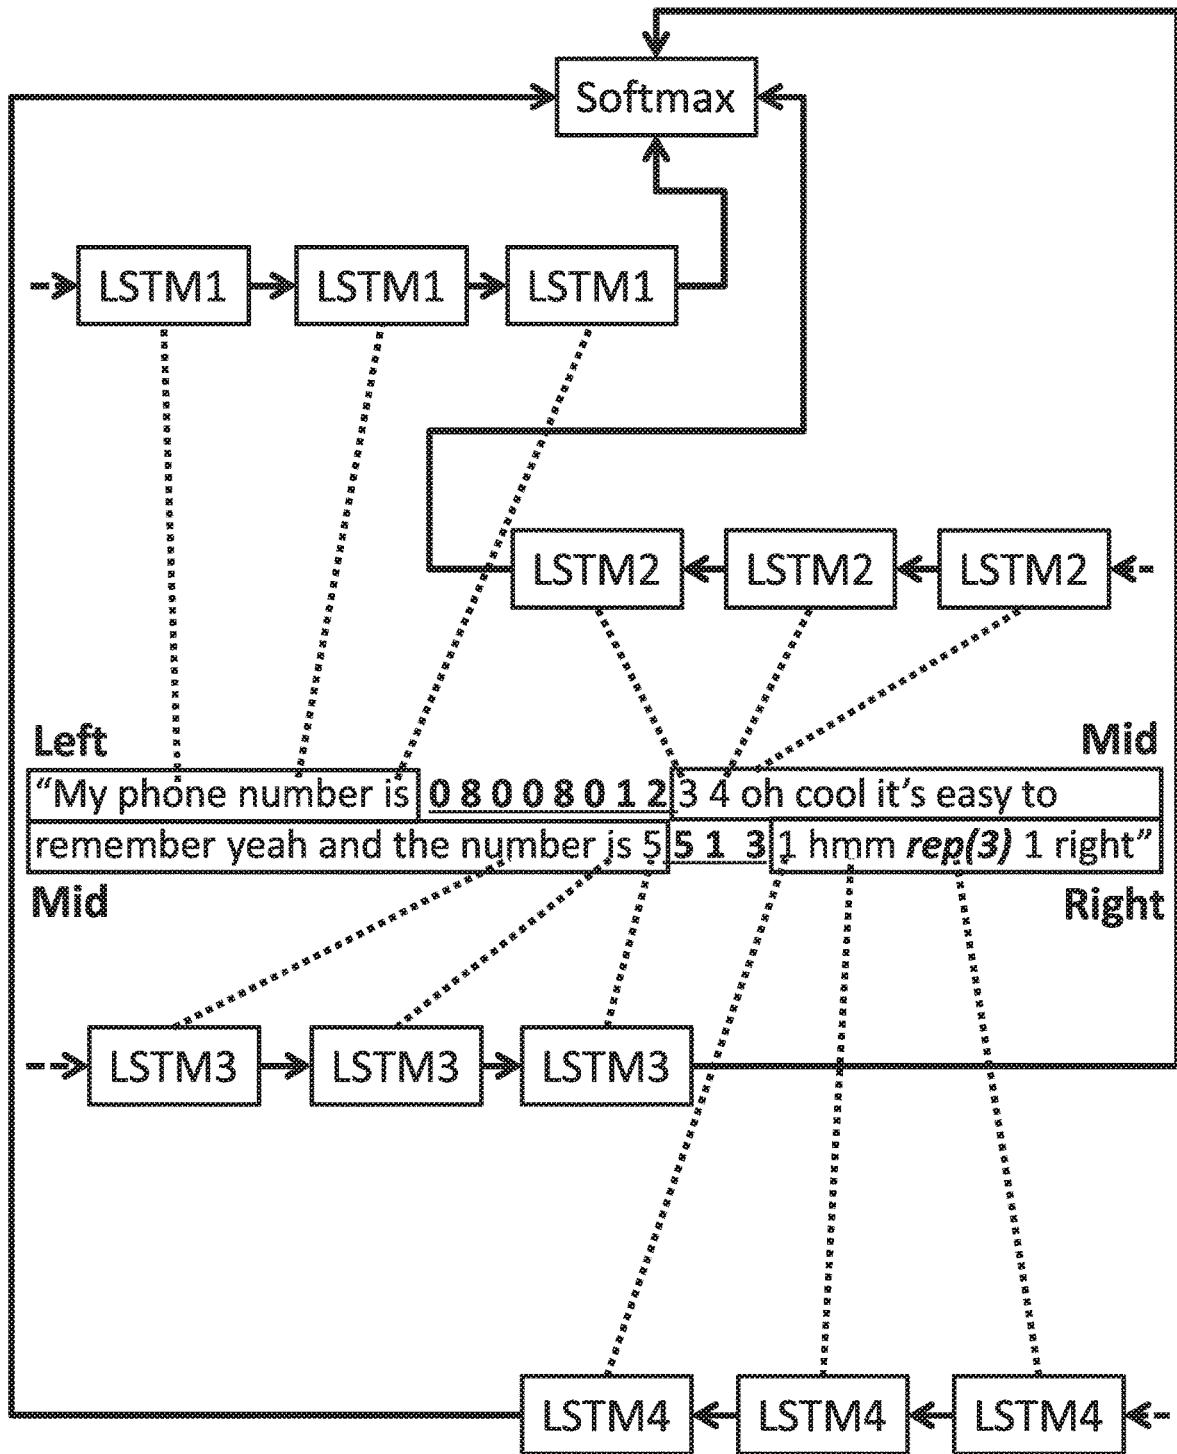 Softmax
LSTM1 LSTM1 LSTM1
LSTM2 LSTM2 LSTM2
Left Mid
“My phone number is 0 8 0 0 8 0 1 2 3 4 oh cool it's easy to
remember yeah and the number is 5 5 1 3 1 hmm rep(3) 1 right”
Mid Right
LSTM3 LSTM3 LSTM3
LSTM4 LSTM4 LSTM4